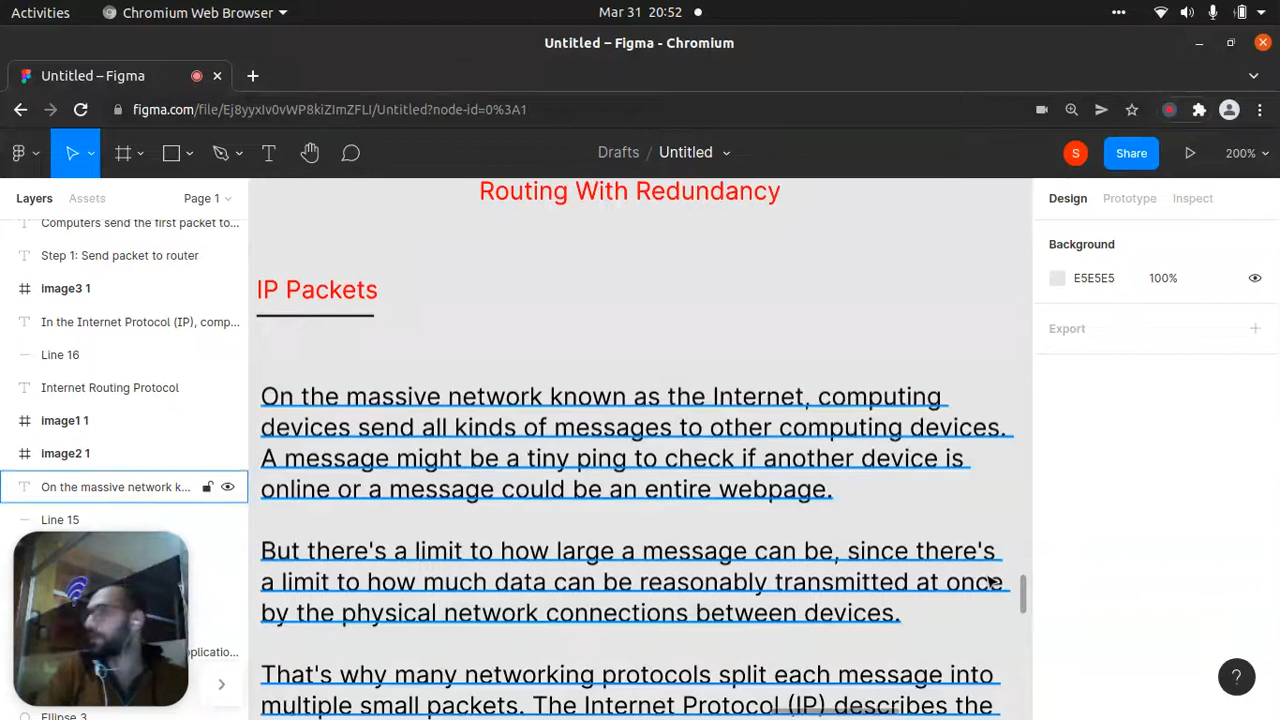 Activities Chromium Web Browser Mar 31 20:52
Untitled – Figma - Chromium
Untitled – Figma
figma.com/file/Ej8yyxIv0vWP8kiZImZFLI/Untitled?node-id=0%3A1
Drafts / Untitled S Share 200%
Layers Assets Page 1
Computers send the first packet to...
Step 1: Send packet to router
image3 1
In the Internet Protocol (IP), comp...
Line 16
Internet Routing Protocol
image1 1
image2 1
On the massive network k...
Line 15
pplicatio...
Ellipse 3
Routing With Redundancy
IP Packets
On the massive network known as the Internet, computing
devices send all kinds of messages to other computing devices.
A message might be a tiny ping to check if another device is
online or a message could be an entire webpage.
But there's a limit to how large a message can be, since there's
a limit to how much data can be reasonably transmitted at once
by the physical network connections between devices.
That's why many networking protocols split each message into
multiple small packets. The Internet Protocol (IP) describes the
Design Prototype Inspect
Background
E5E5E5 100%
Export
?